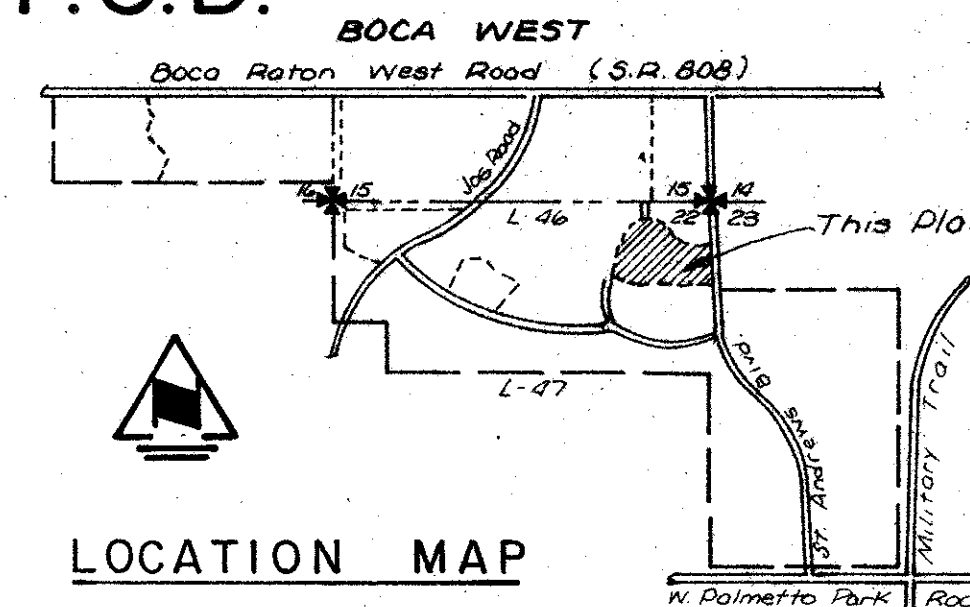 P.U.D.
BOCA WEST
Boca Raton West Road (S.R. 808)
Jog Road
16 15
15 14
22 23
L-46
This Pla
L-47
St. Andrews Blvd.
Military Trail
LOCATION MAP
W. Palmetto Park Roa